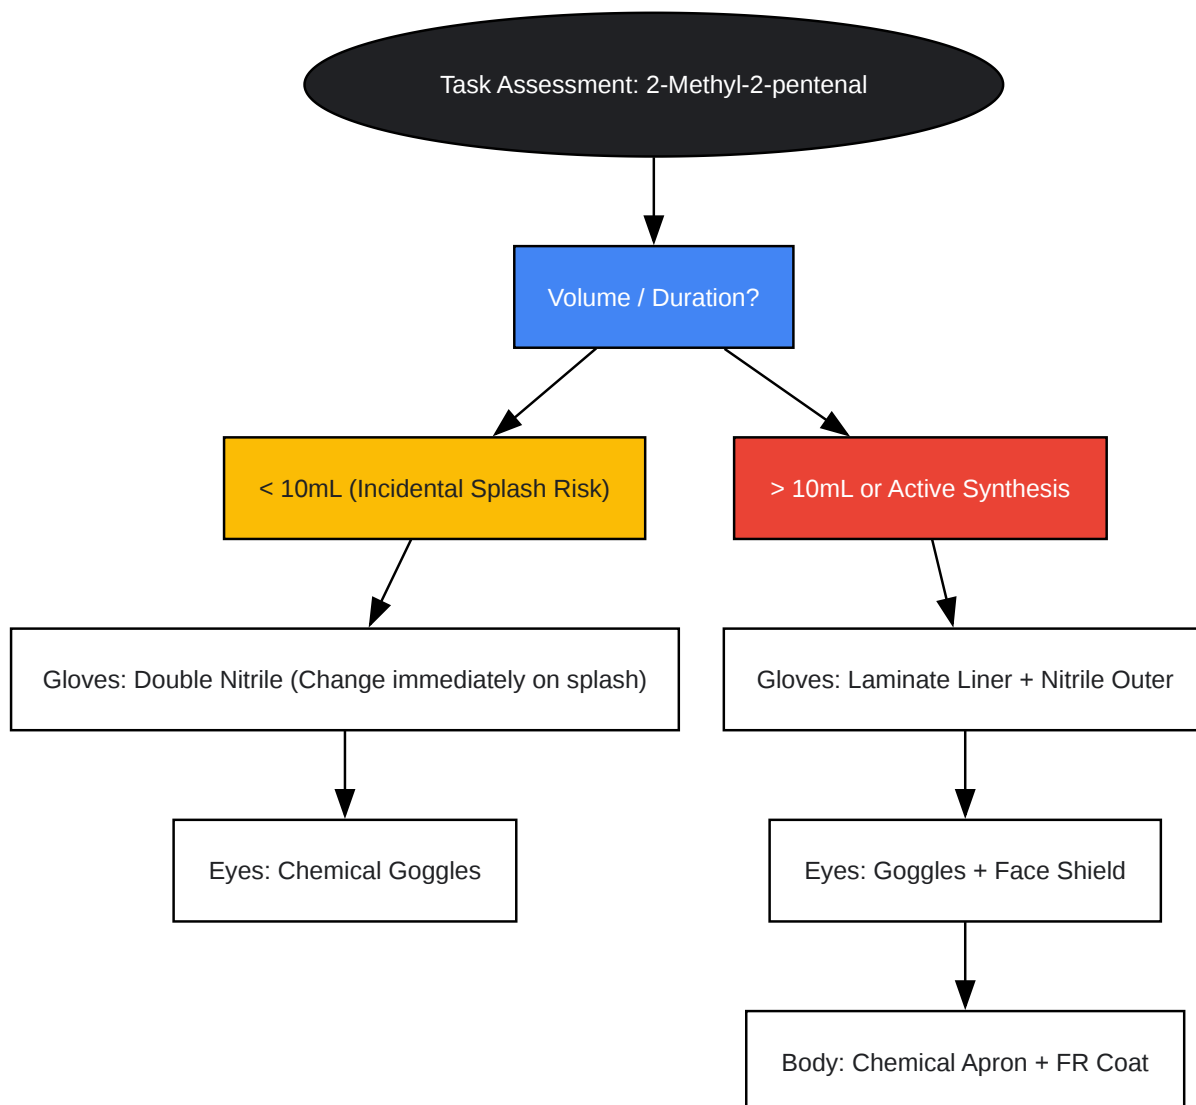 Task Assessment: 2-Methyl-2-pentenal
Volume / Duration?
< 10mL (Incidental Splash Risk)
> 10mL or Active Synthesis
Gloves: Double Nitrile (Change immediately on splash)
Gloves: Laminate Liner + Nitrile Outer
Eyes: Chemical Goggles
Eyes: Goggles + Face Shield
Body: Chemical Apron + FR Coat